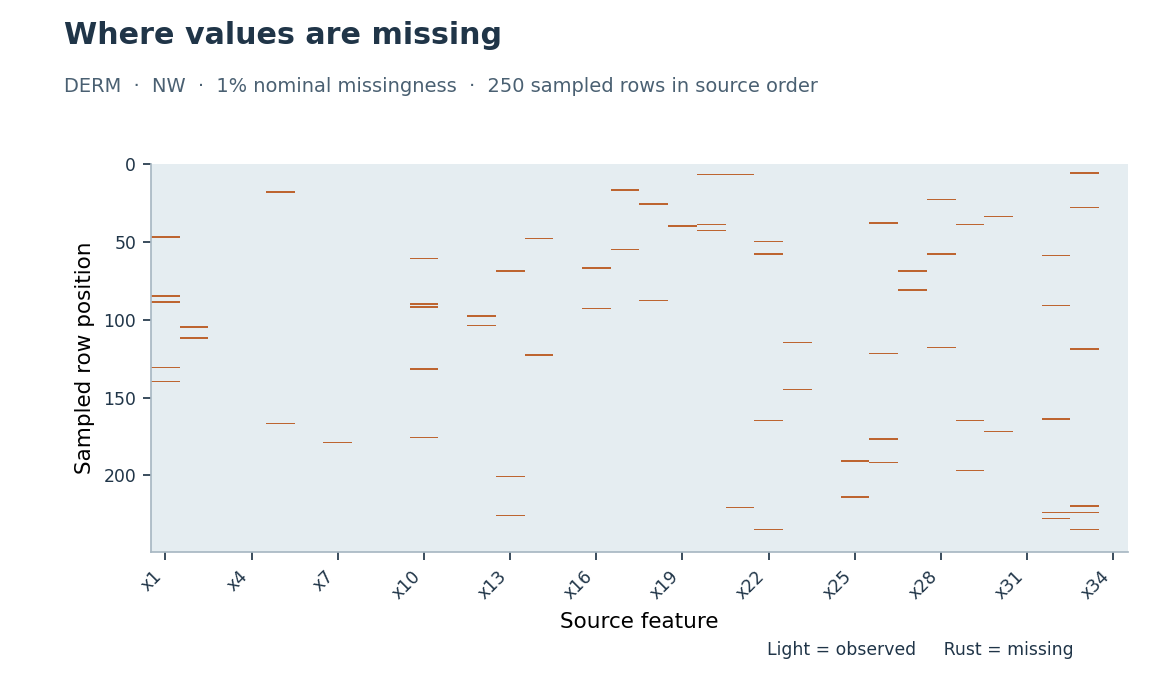 Where values are missing
DERM · NW · 1% nominal missingness · 250 sampled rows in source order
0
50
100
150
200
Sampled row position
x1
x4
x7
x10
x13
x16
x19
x22
x25
x28
x31
x34
Source feature
Light = observed Rust = missing